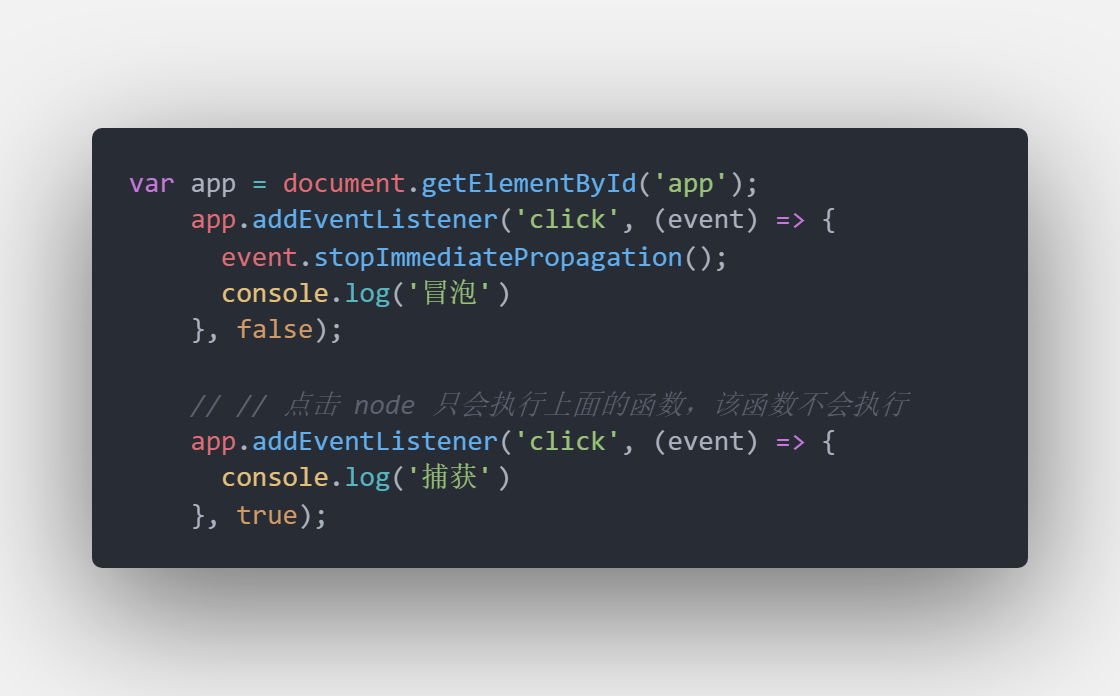 var app = document.getElementById('app');
    app.addEventListener('click', (event) => {
      event.stopImmediatePropagation();
      console.log('冒泡')
    }, false);

    // // 点击 node 只会执行上面的函数，该函数不会执行
    app.addEventListener('click', (event) => {
      console.log('捕获')
    }, true);